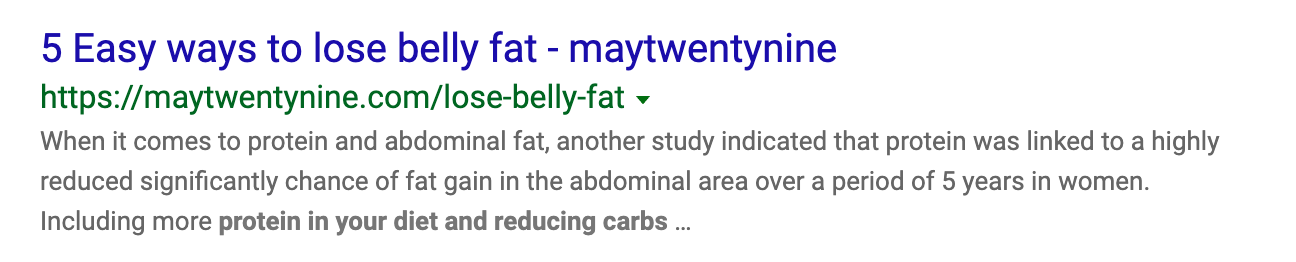 5 Easy ways to lose belly fat - maytwentynine
https://maytwentynine.com/lose-belly-fat
When it comes to protein and abdominal fat, another study indicated that protein was linked to a highly
reduced significantly chance of fat gain in the abdominal area over a period of 5 years in women.
Including more protein in your diet and reducing carbs ...